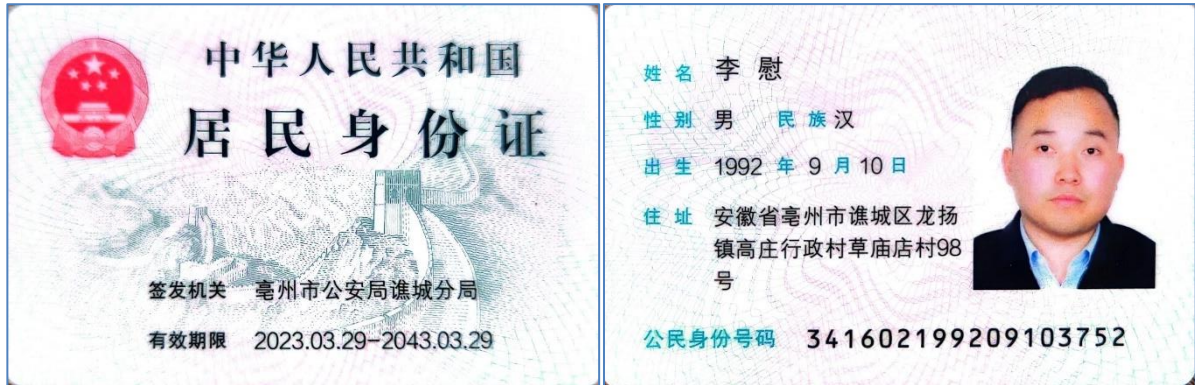 中华人民共和国
居民身份证
签发机关 亳州市公安局谯城分局
有效期限 2023.03.29-2043.03.29
姓名 李慰
性别 男 民族 汉
出生 1992 年 9 月 10 日
住址 安徽省亳州市谯城区龙扬
镇高庄行政村草庙店村98
号
公民身份号码 341602199209103752